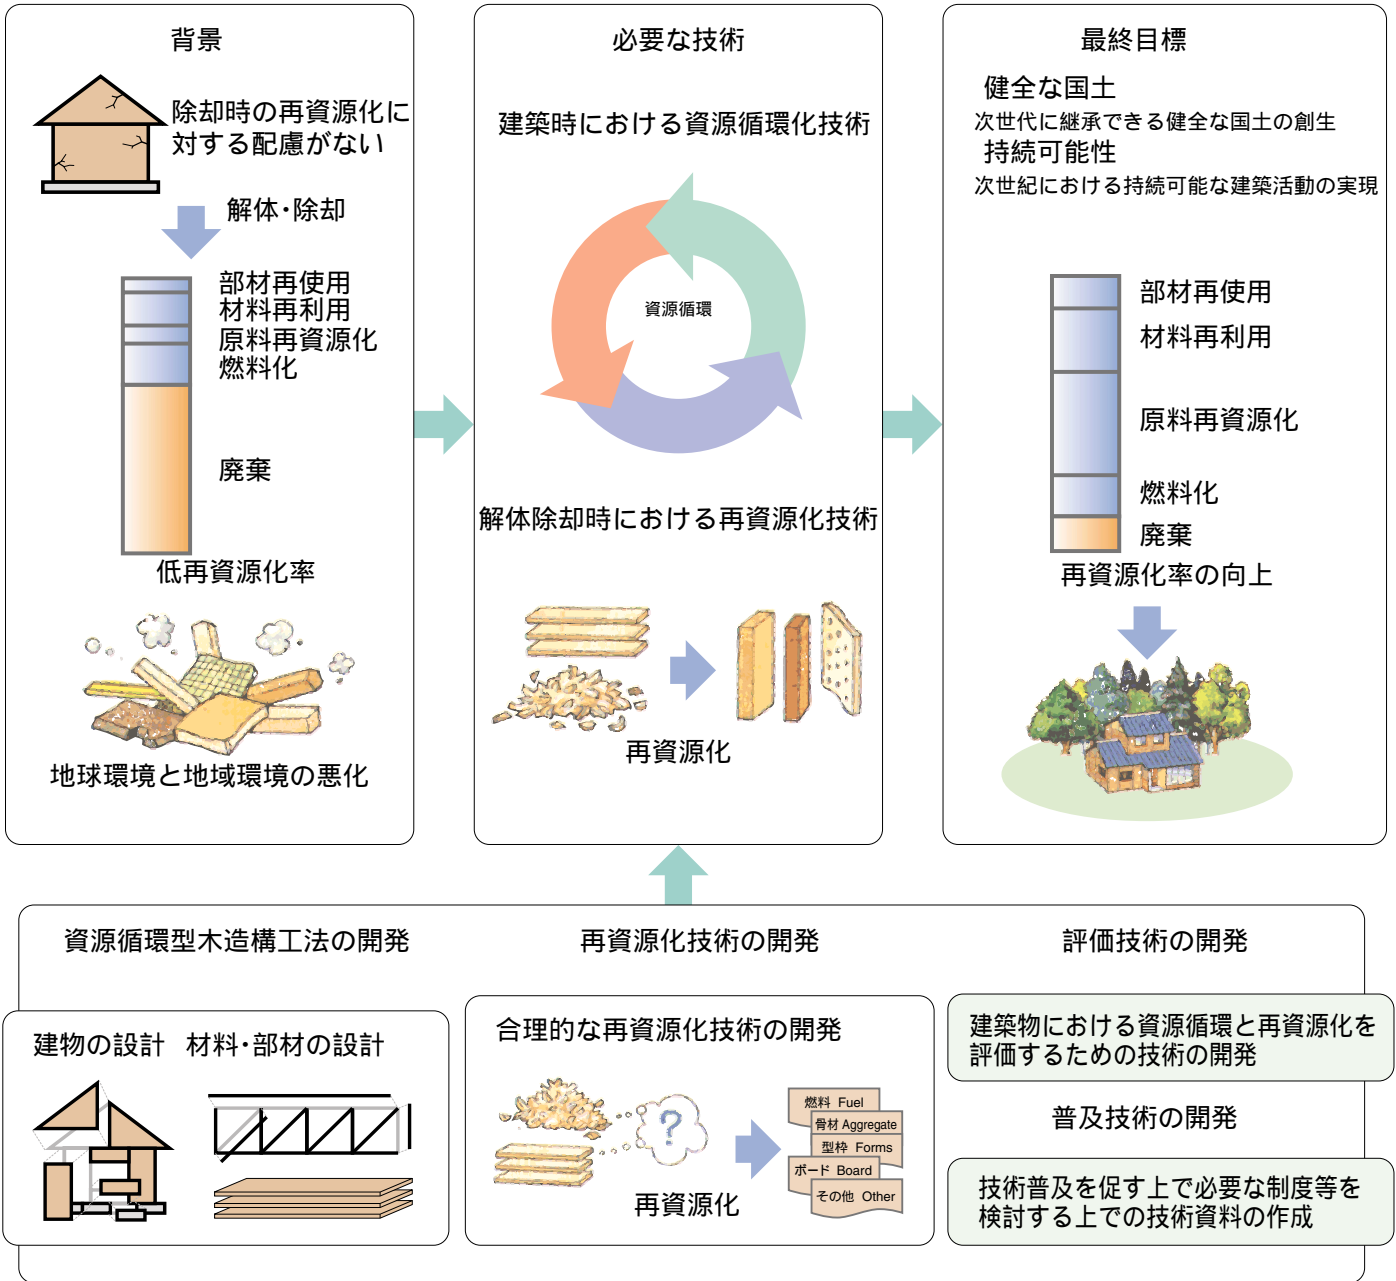 背景
除却時の再資源化に
対する配慮がない
解体・除却
部材再使用
材料再利用
原料再資源化
燃料化
廃棄
低再資源化率
地球環境と地域環境の悪化
必要な技術
建築時における資源循環化技術
資源循環
解体除却時における再資源化技術
再資源化
最終目標
健全な国土
次世代に継承できる健全な国土の創生
持続可能性
次世紀における持続可能な建築活動の実現
部材再使用
材料再利用
原料再資源化
燃料化
廃棄
再資源化率の向上
資源循環型木造構工法の開発
建物の設計 材料・部材の設計
再資源化技術の開発
合理的な再資源化技術の開発
?
再資源化
燃料 Fuel
骨材 Aggregate
型枠 Forms
ボード Board
その他 Other
評価技術の開発
建築物における資源循環と再資源化を
評価するための技術の開発
普及技術の開発
技術普及を促す上で必要な制度等を
検討する上での技術資料の作成